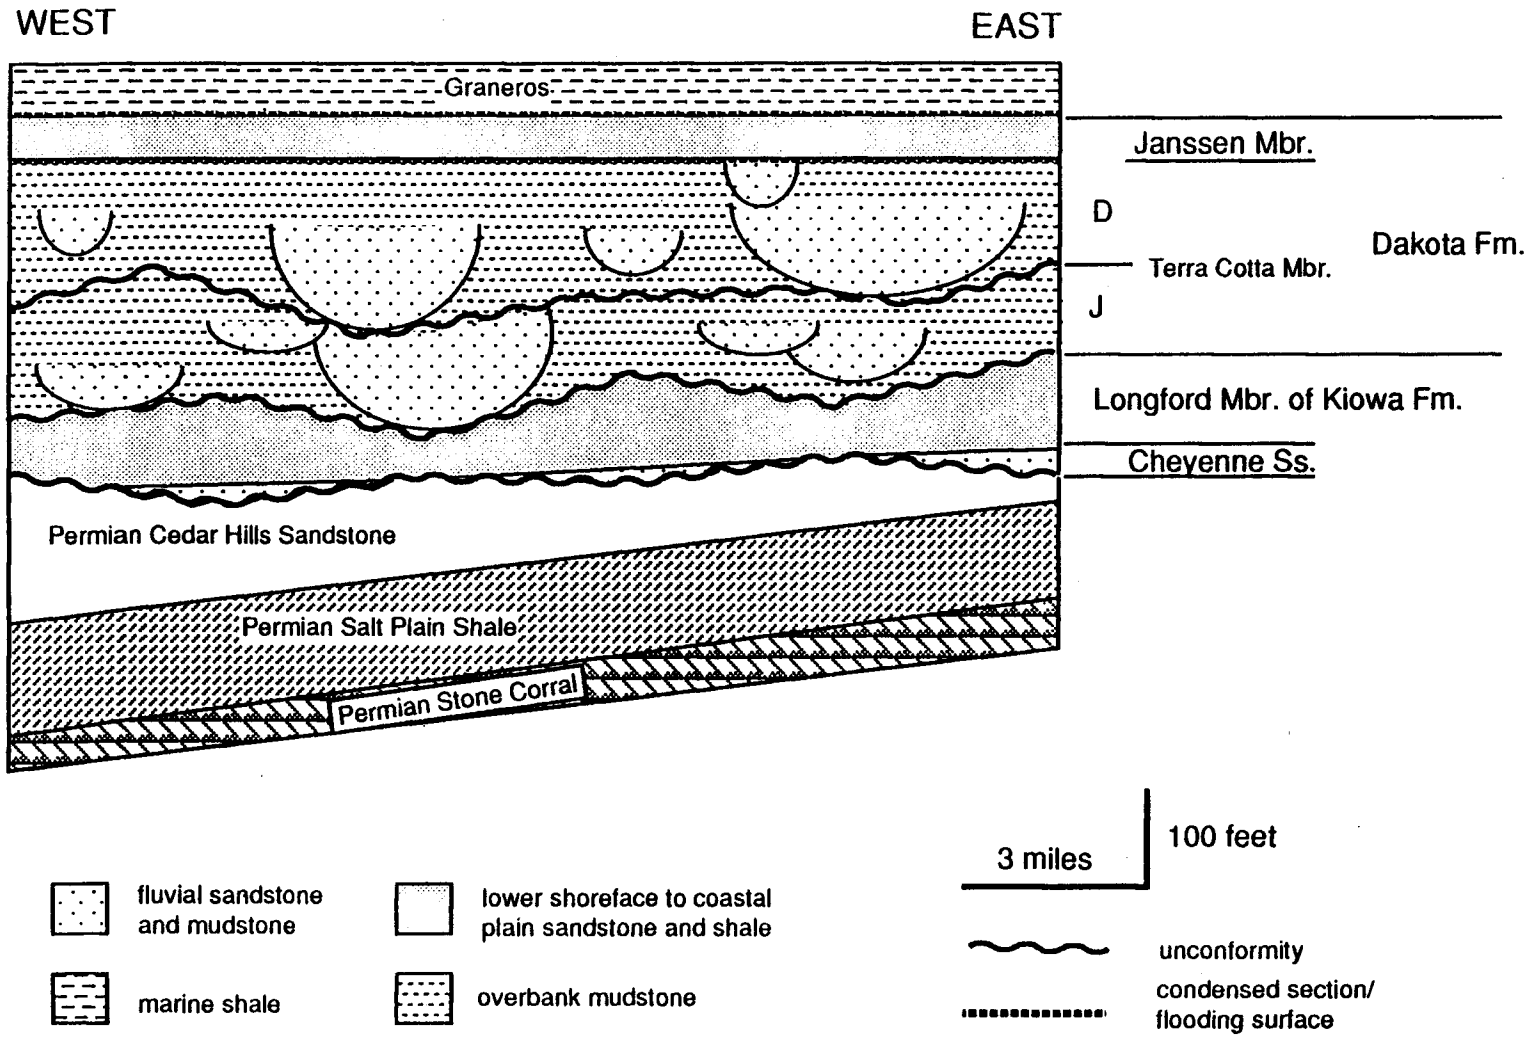 WEST
EAST
Graneros
Janssen Mbr.
D
Dakota Fm.
Terra Cotta Mbr.
J
Longford Mbr. of Kiowa Fm.
Cheyenne Ss.
Permian Cedar Hills Sandstone
Permian Salt Plain Shale
Permian Stone Corral
100 feet
3 miles
fluvial sandstone
and mudstone
lower shoreface to coastal
plain sandstone and shale
marine shale
overbank mudstone
unconformity
condensed section/
flooding surface